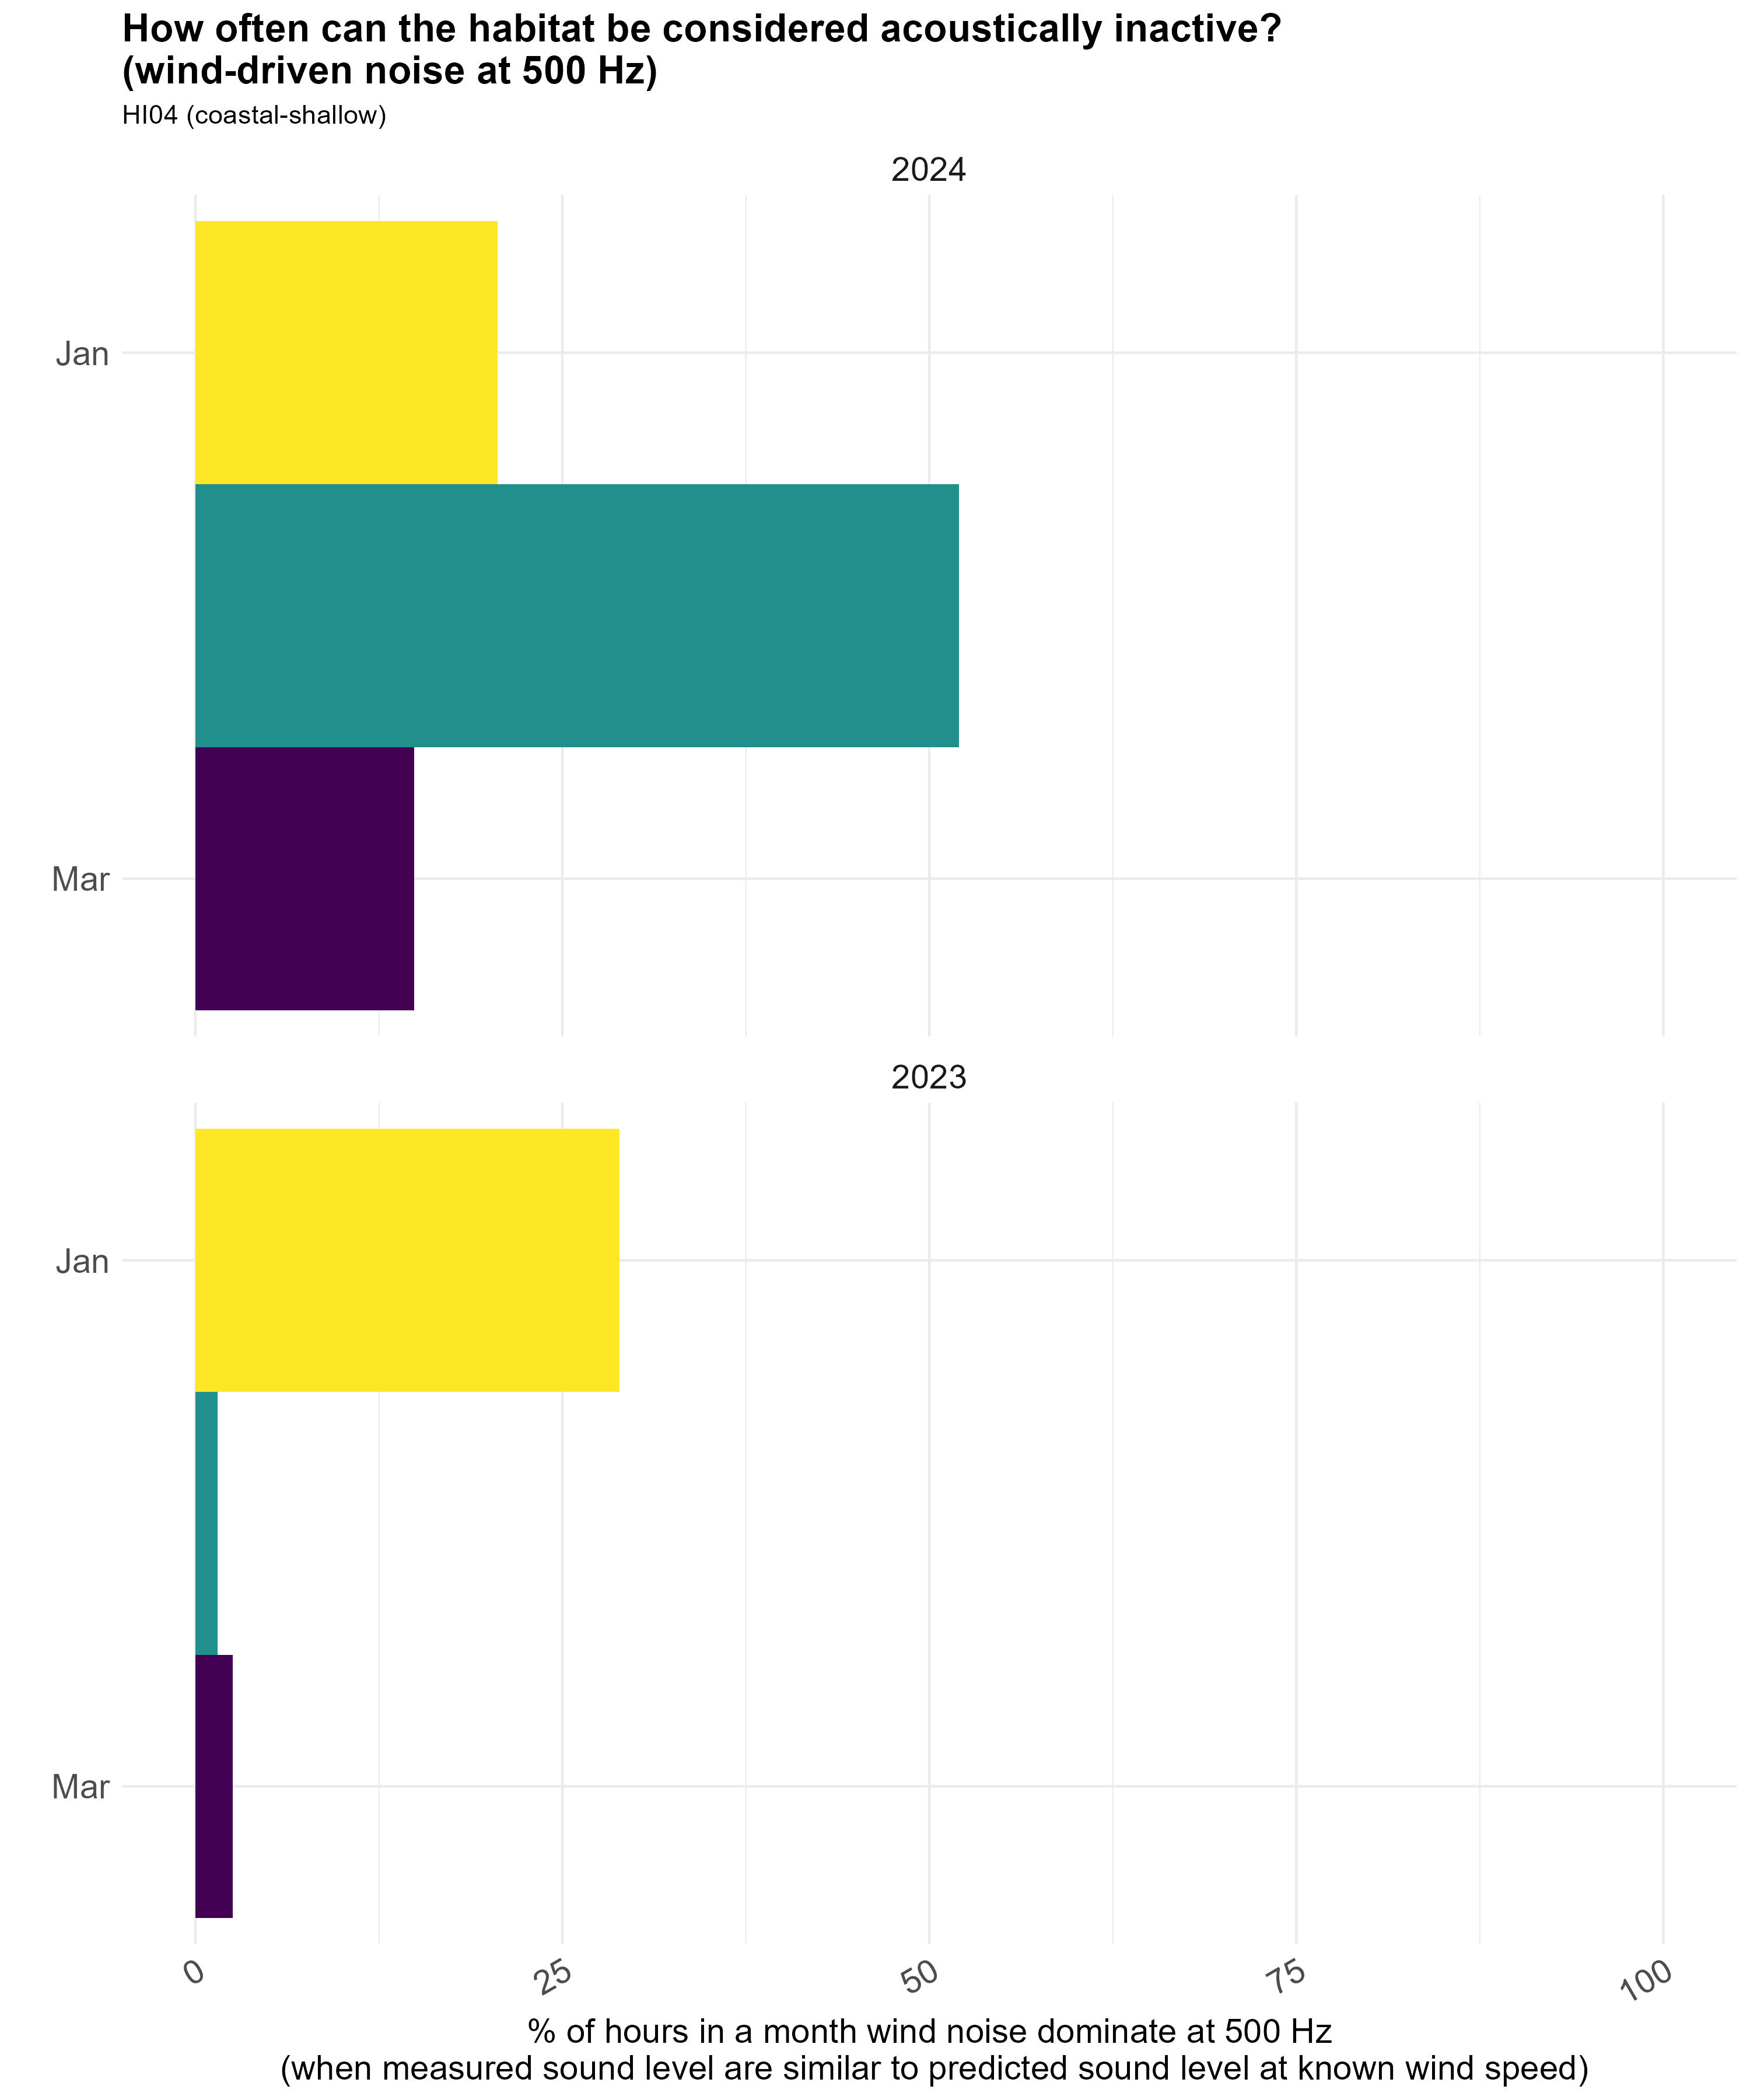 How often can the habitat be considered acoustically inactive?
(wind-driven noise at 500 Hz)
HI04 (coastal-shallow)
2024
Jan
Mar
2023
Jan
Mar
0 25 50 75 100
% of hours in a month wind noise dominate at 500 Hz
(when measured sound level are similar to predicted sound level at known wind speed)